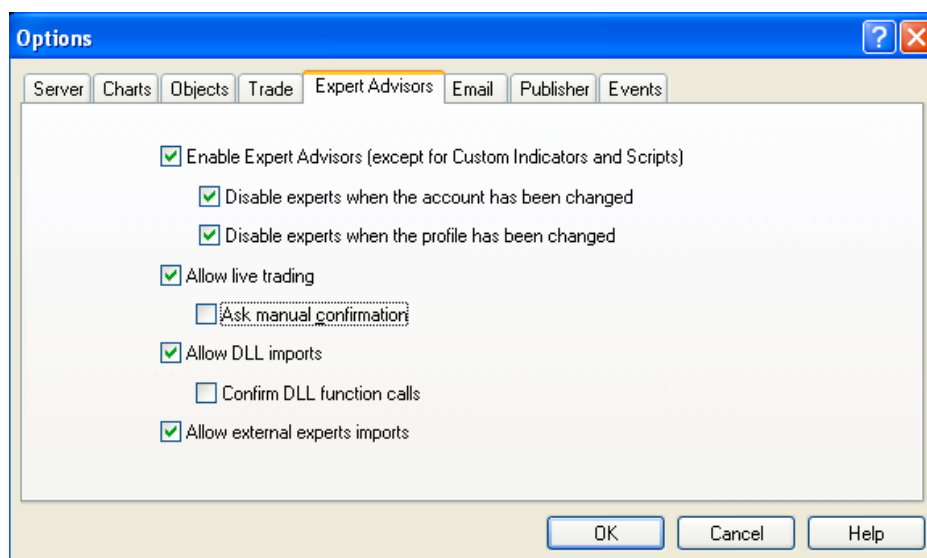 Options
Server Charts Objects Trade Expert Advisors Email Publisher Events
Enable Expert Advisors (except for Custom Indicators and Scripts)
Disable experts when the account has been changed
Disable experts when the profile has been changed
Allow live trading
Ask manual confirmation
Allow DLL imports
Confirm DLL function calls
Allow external experts imports
OK Cancel Help